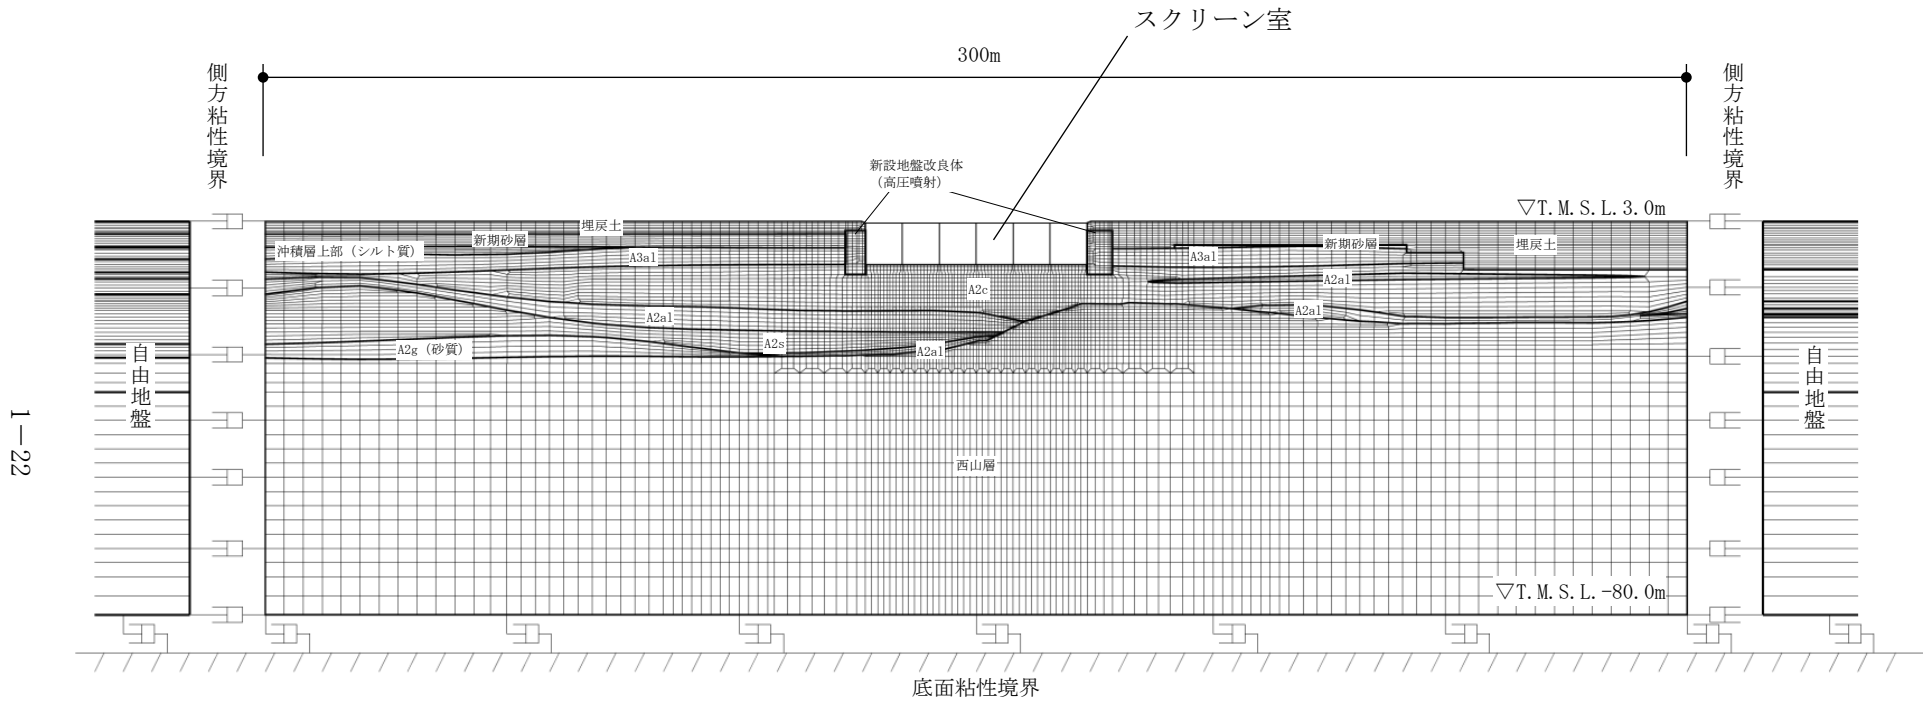 スクリーン室
300m
側方粘性境界
側方粘性境界
新設地盤改良体
（高圧噴射）
▽T.M.S.L.3.0m
埋戻土
新期砂層
沖積層上部（シルト質）
A3al
新期砂層
埋戻土
A3al
A2al
A2c
A2al
A2al
A2s
A2al
A2g（砂質）
自由地盤
自由地盤
西山層
1－22
▽T.M.S.L.-80.0m
底面粘性境界